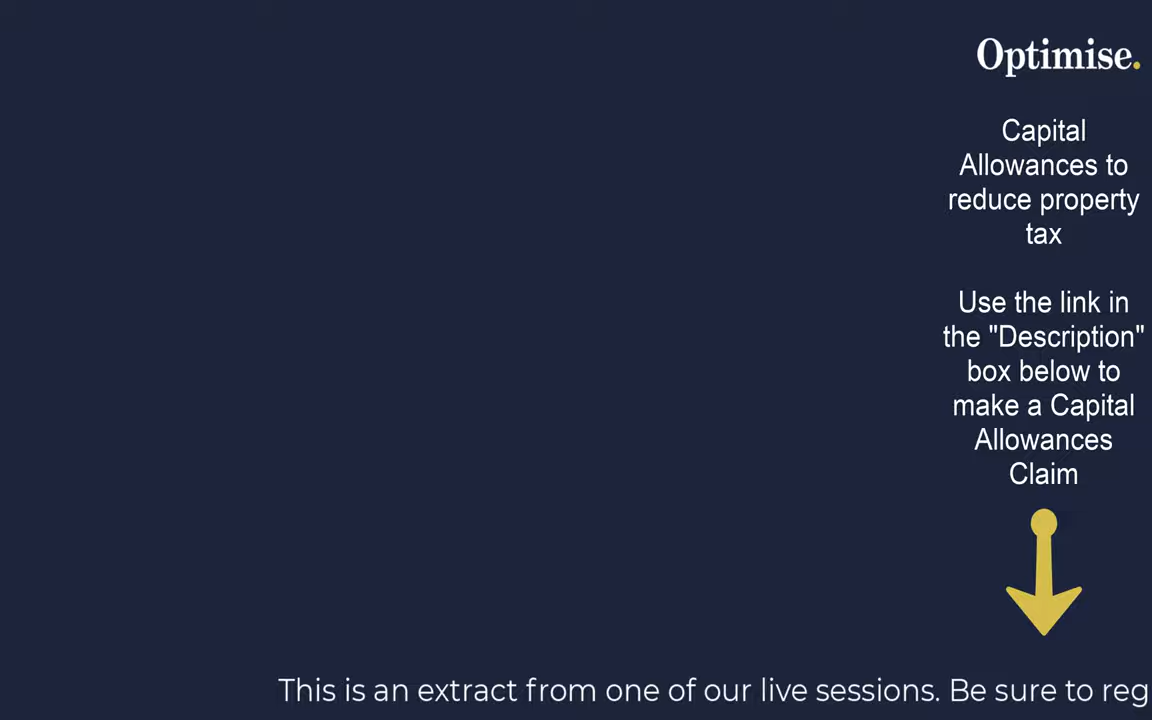 Optimise.
Capital
Allowances to
reduce property
tax
Use the link in
the "Description"
box below to
make a Capital
Allowances
Claim
This is an extract from one of our live sessions. Be sure to reg